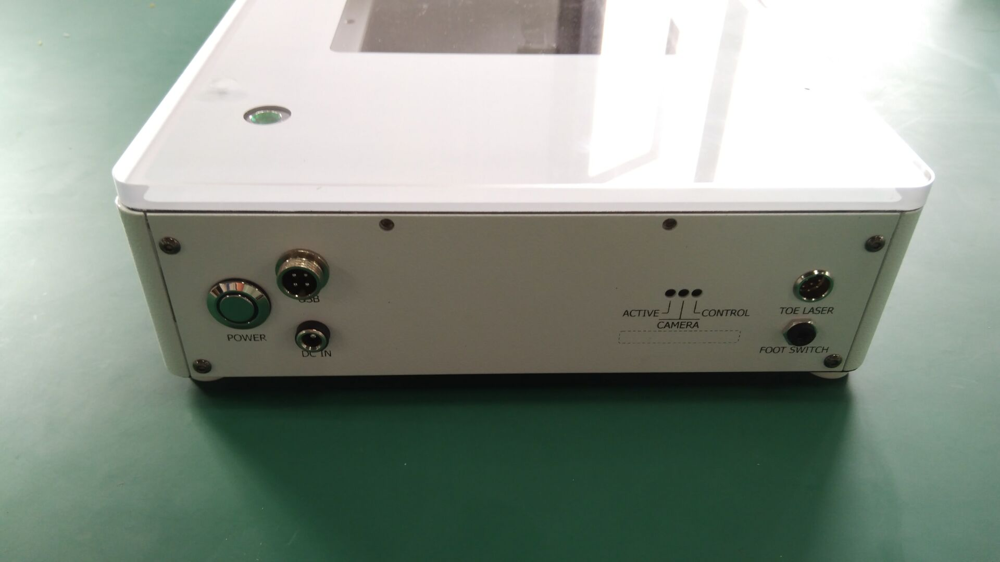 USB
POWER
DC IN
ACTIVE CONTROL
CAMERA
TOE LASER
FOOT SWITCH